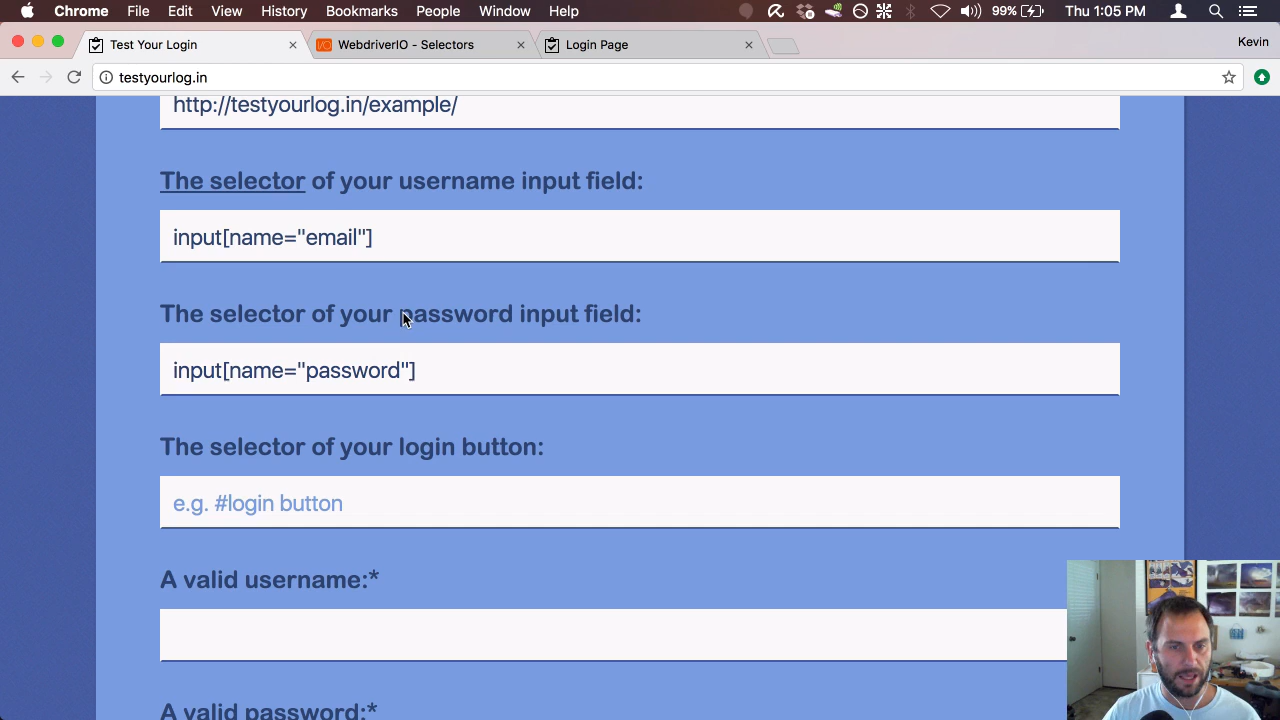 Chrome File Edit View History Bookmarks People Window Help 99% Thu 1:05 PM
Test Your Login WebdriverIO - Selectors Login Page Kevin
testyourlog.in
http://testyourlog.in/example/
The selector of your username input field:
input[name="email"]
The selector of your password input field:
input[name="password"]
The selector of your login button:
e.g. #login button
A valid username:*
A valid password:*